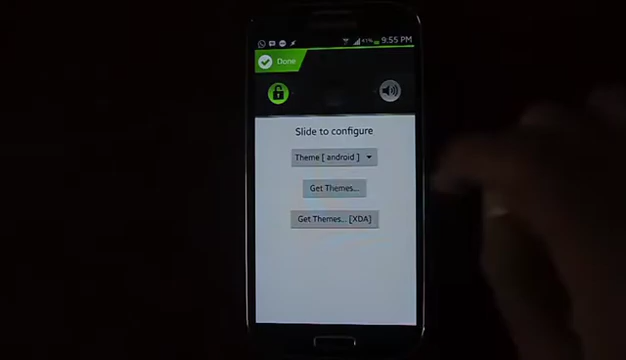 9:55 PM
Done
Slide to configure
Theme [ android ]
Get Themes...
Get Themes... [XDA]